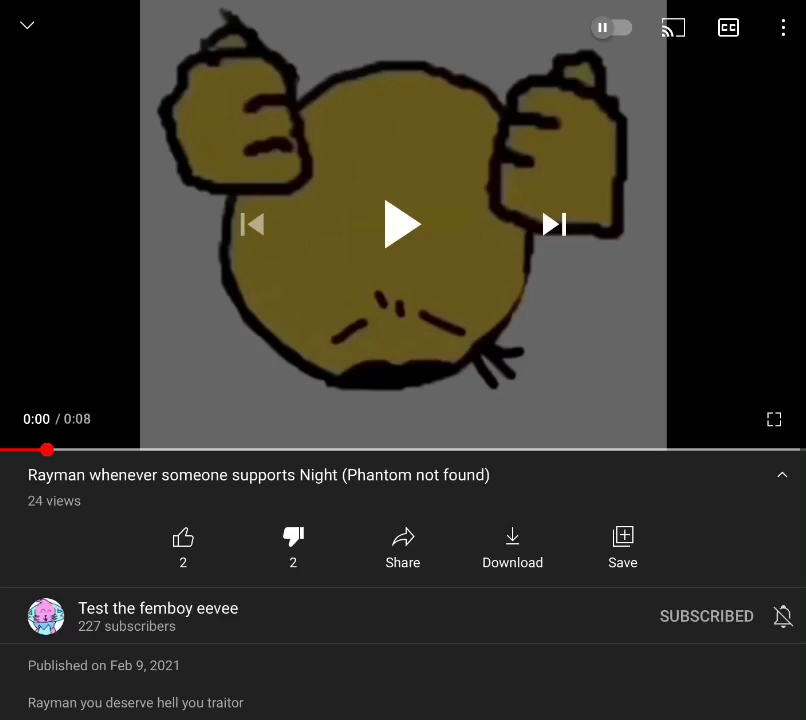 CC
0:00 / 0:08
Rayman whenever someone supports Night (Phantom not found)
24 views
2
2
Share
Download
Save
Test the femboy eevee
227 subscribers
SUBSCRIBED
Published on Feb 9, 2021
Rayman you deserve hell you traitor